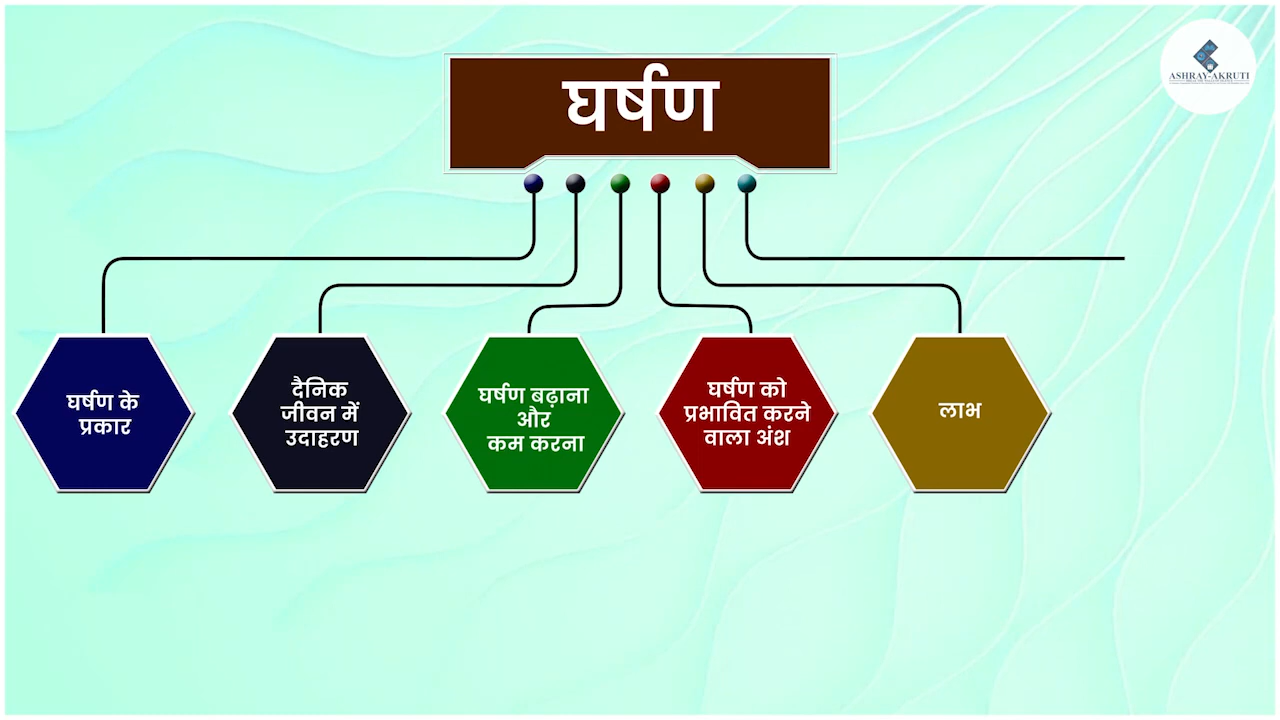 घर्षण
ASHRAY-AKRUTI
घर्षण के
प्रकार
दैनिक
जीवन में
उदाहरण
घर्षण बढ़ाना
और
कम करना
घर्षण को
प्रभावित करने
वाला अंश
लाभ